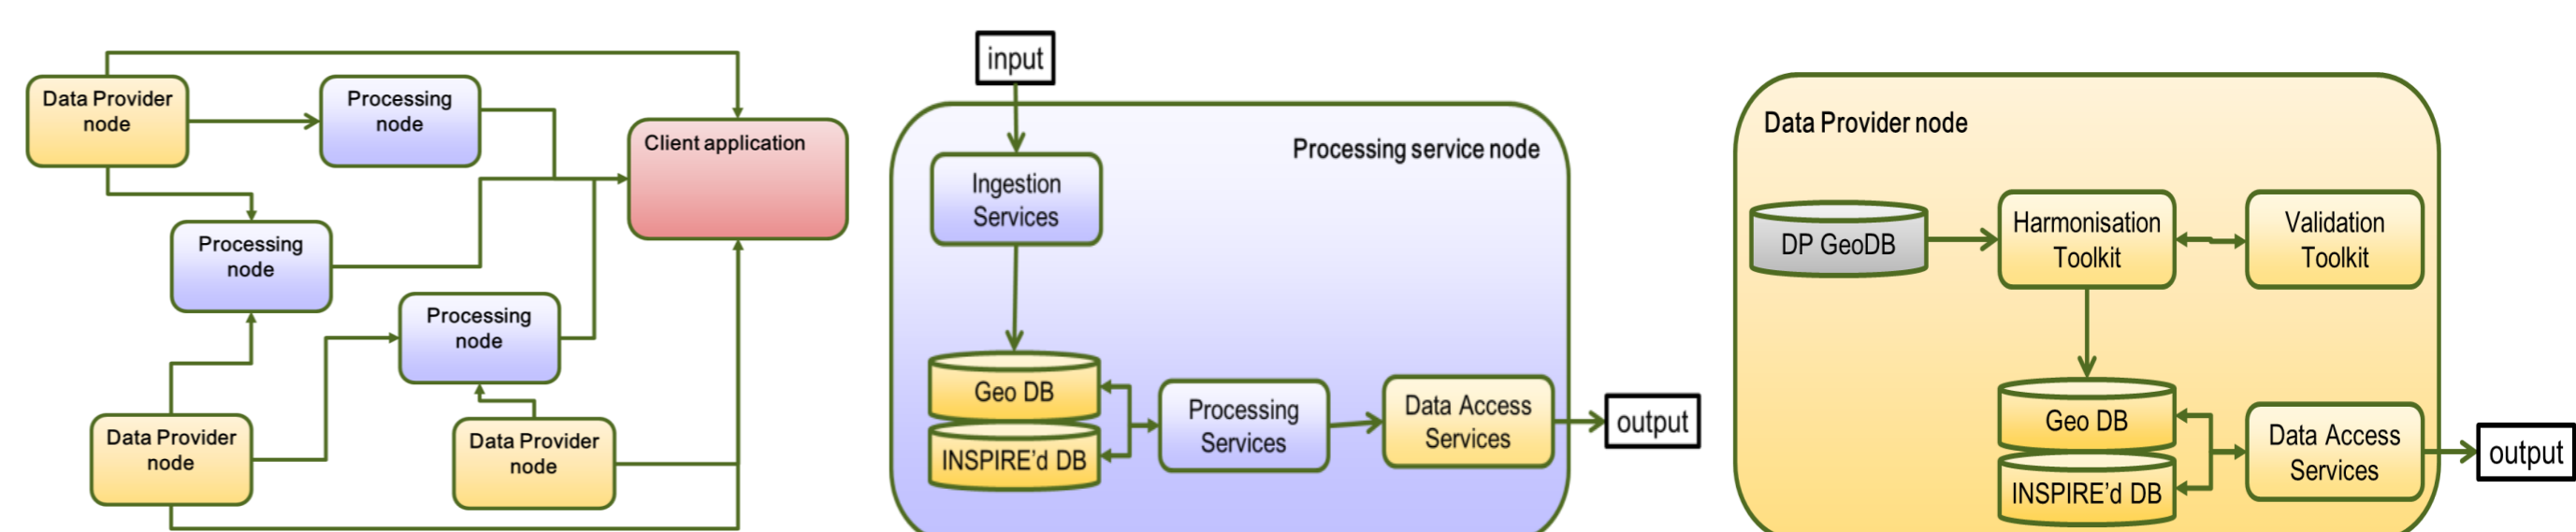 Data Provider
node
Processing
node
Client application
Processing
node
Processing
node
Data Provider
node
Data Provider
node
input
Processing service node
Ingestion
Services
Geo DB
INSPIRE'd DB
Processing
Services
Data Access
Services
output
Data Provider node
DP GeoDB
Harmonisation
Toolkit
Validation
Toolkit
Geo DB
INSPIRE'd DB
Data Access
Services
output